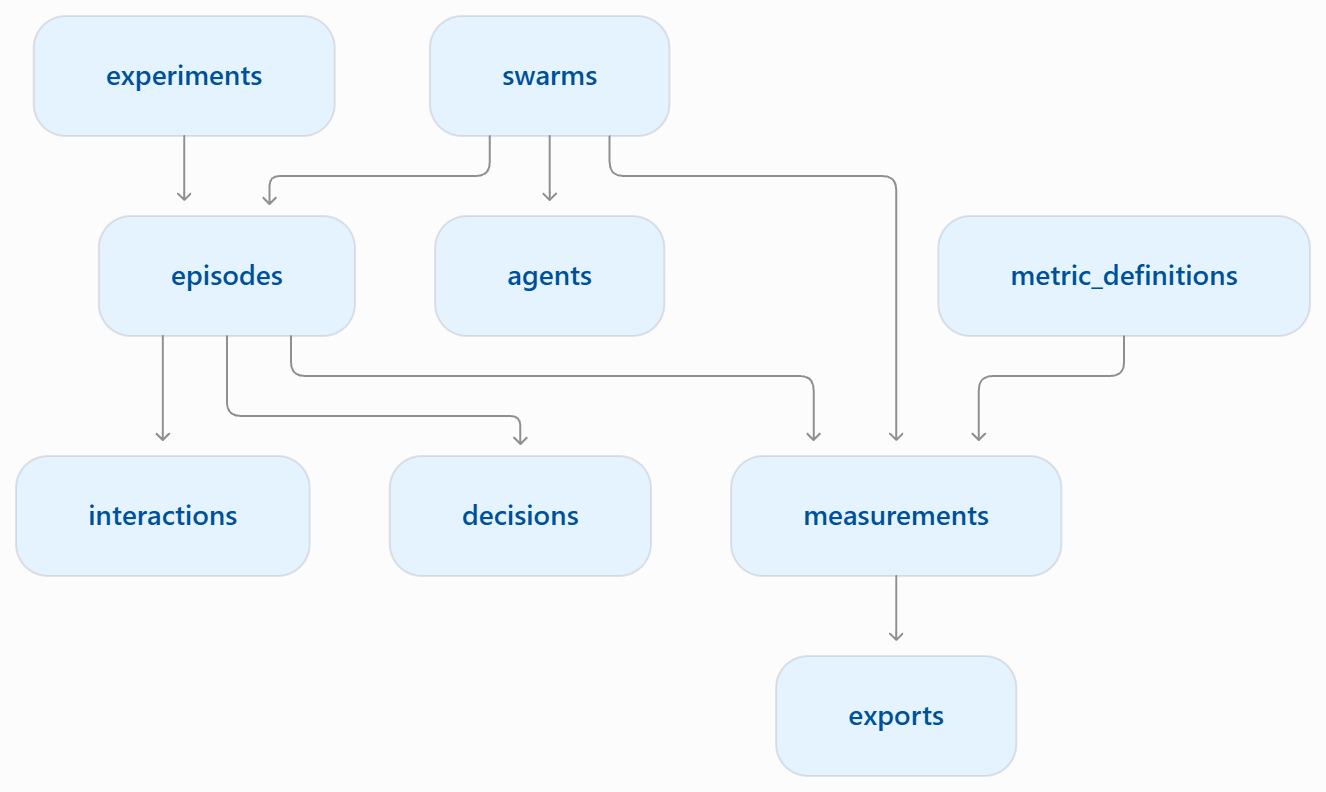 experiments
swarms
episodes
agents
metric_definitions
interactions
decisions
measurements
exports